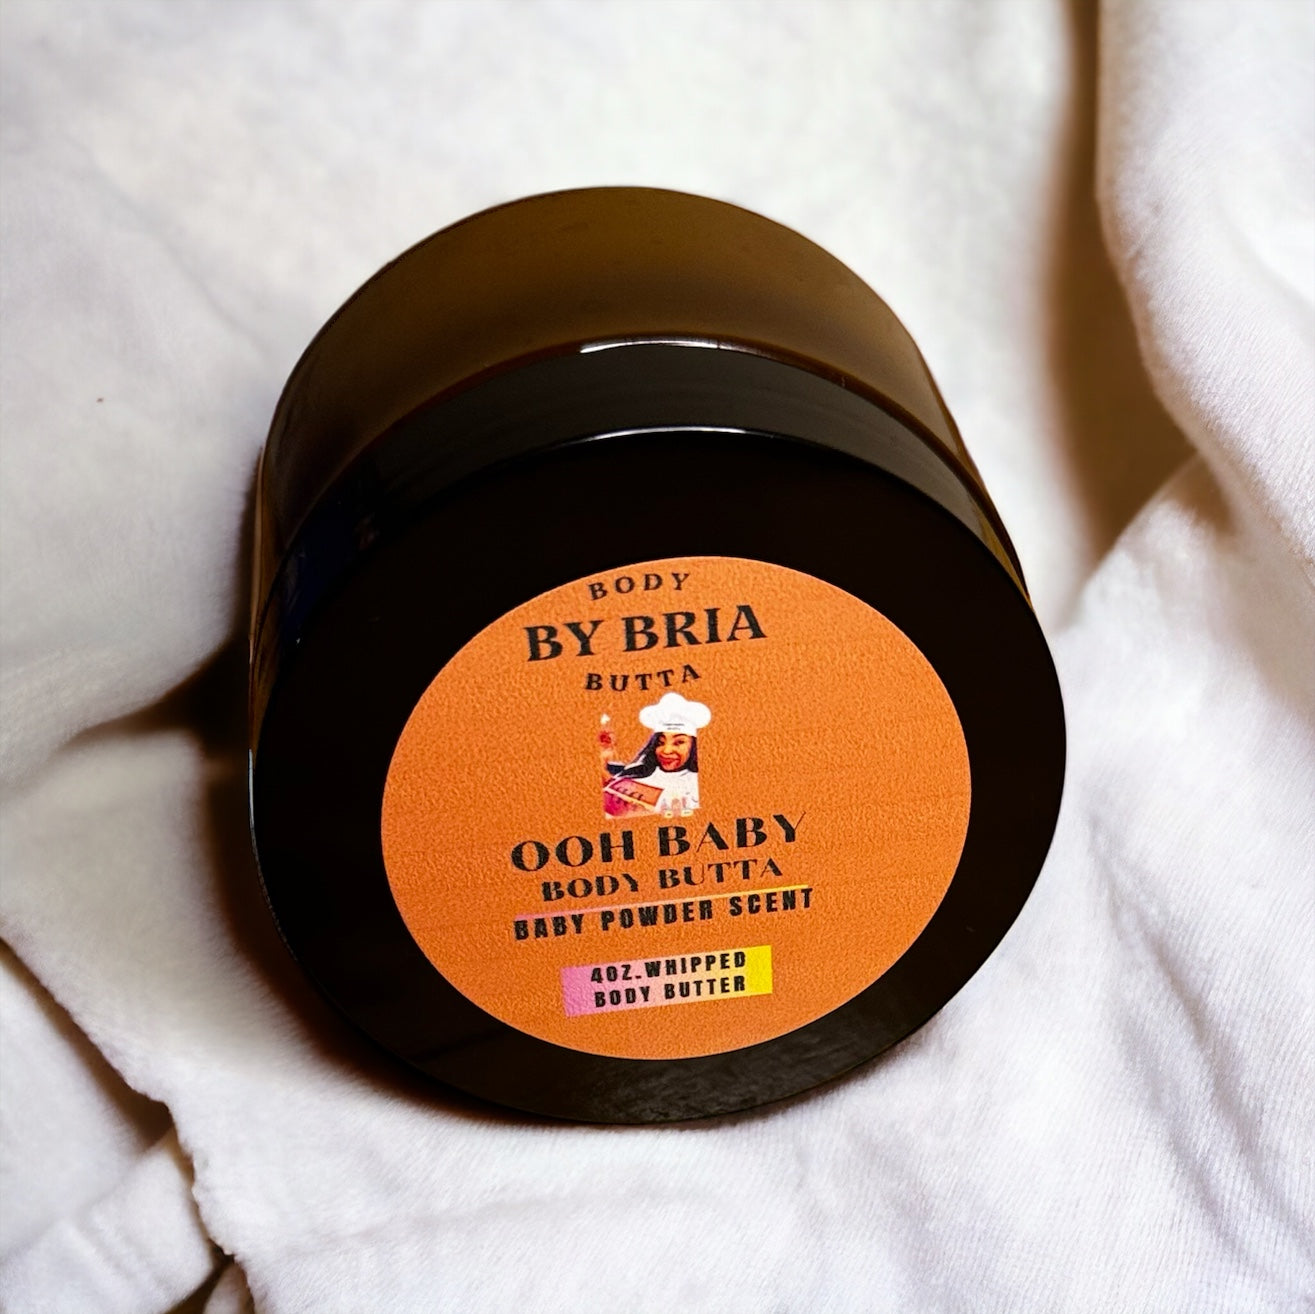 BODY
BY BRIA
BUTTA
OOH BABY
BODY BUTTA
BABY POWDER SCENT
4OZ.WHIPPED
BODY BUTTER